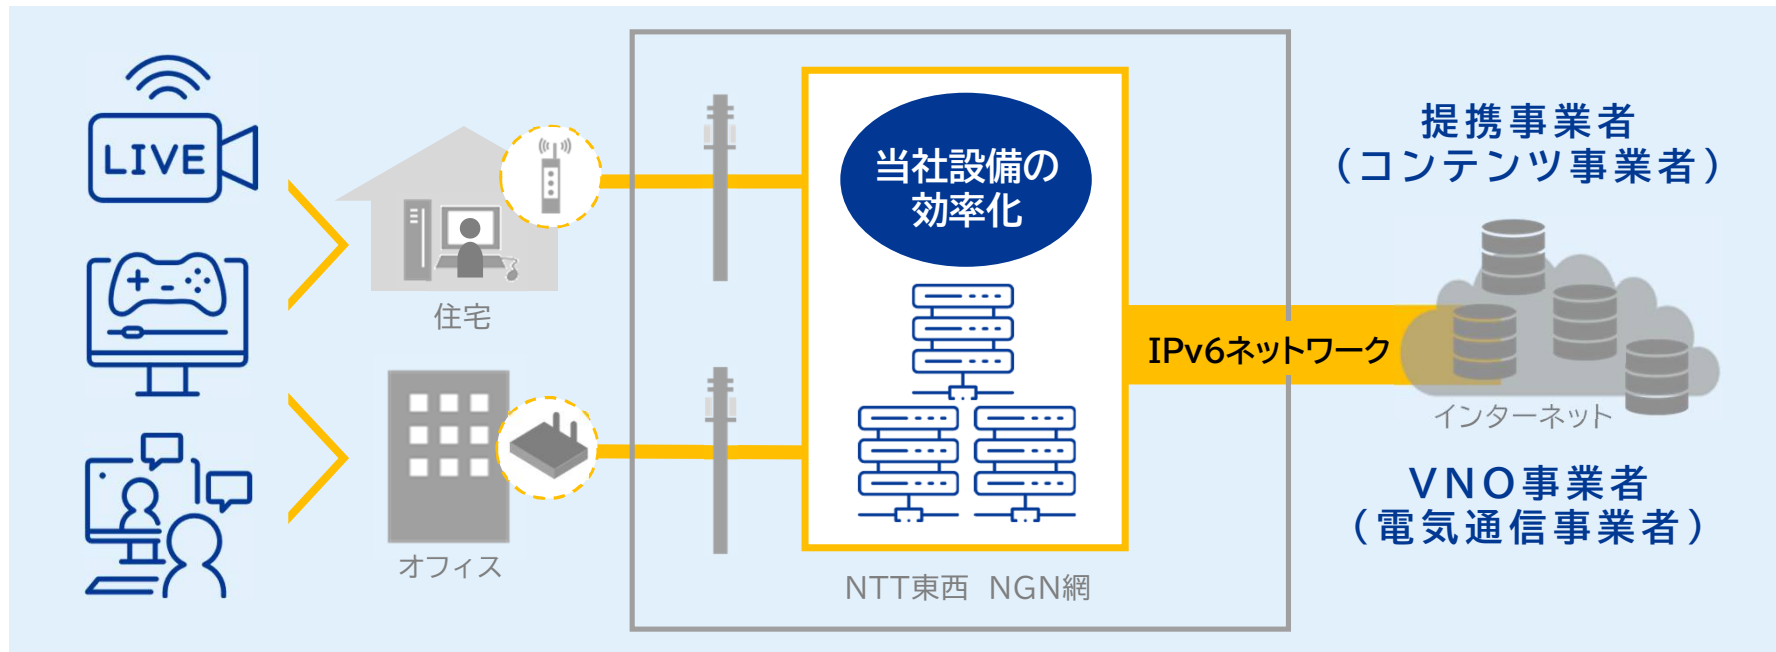 LIVE
住宅
オフィス
当社設備の
効率化
NTT東西 NGN網
IPv6ネットワーク
提携事業者
（コンテンツ事業者）
インターネット
VNO事業者
（電気通信事業者）